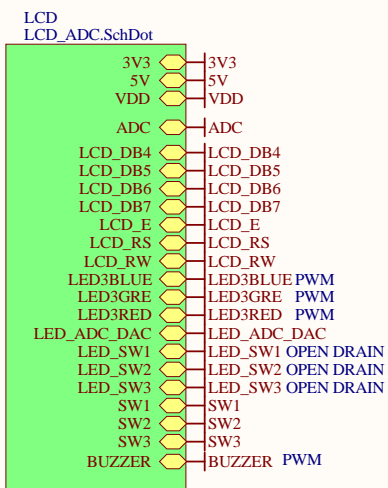 LCD
LCD_ADC.SchDot
3V3 3V3
5V 5V
VDD VDD
ADC ADC
LCD_DB4 LCD_DB4
LCD_DB5 LCD_DB5
LCD_DB6 LCD_DB6
LCD_DB7 LCD_DB7
LCD_E LCD_E
LCD_RS LCD_RS
LCD_RW LCD_RW
LED3BLUE LED3BLUE PWM
LED3GRE LED3GRE PWM
LED3RED LED3RED PWM
LED_ADC_DAC LED_ADC_DAC
LED_SW1 LED_SW1 OPEN DRAIN
LED_SW2 LED_SW2 OPEN DRAIN
LED_SW3 LED_SW3 OPEN DRAIN
SW1 SW1
SW2 SW2
SW3 SW3
BUZZER BUZZER PWM